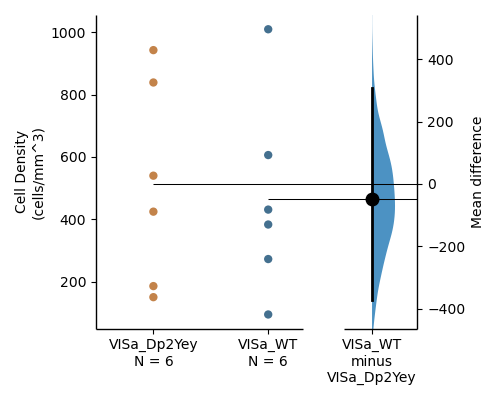 Cell Density
(cells/mm^3)
1000
800
600
400
200
400
200
0
−200
−400
Mean difference
VISa_Dp2Yey
N = 6
VISa_WT
N = 6
VISa_WT
minus
VISa_Dp2Yey